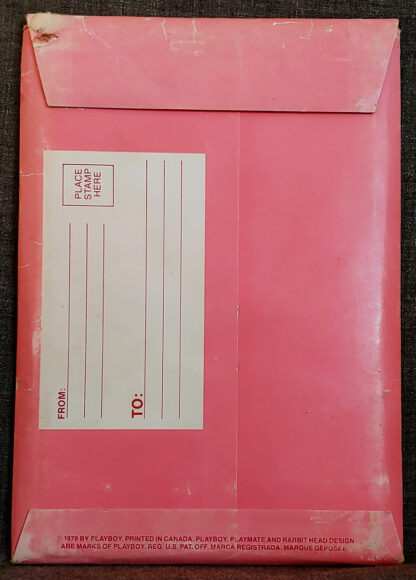 PLACE
STAMP
HERE
FROM:
TO:
© 1976 BY PLAYBOY. PRINTED IN CANADA. PLAYBOY, PLAYMATE AND RABBIT HEAD DESIGN
ARE MARKS OF PLAYBOY. REG. U.S. PAT. OFF. MARCA REGISTRADA. MARQUE DEPOSEE.